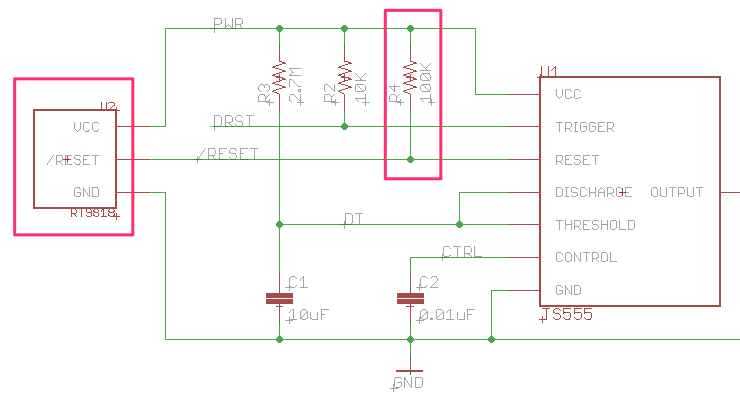 PWR
R3
2.7M
R2
10K
R4
100K
U2
VCC
/RESET
GND
RT9818
DRST
/RESET
DT
CTRL
C1
10uF
C2
0.01uF
GND
U1
VCC
TRIGGER
RESET
DISCHARGE OUTPUT
THRESHOLD
CONTROL
GND
TS555